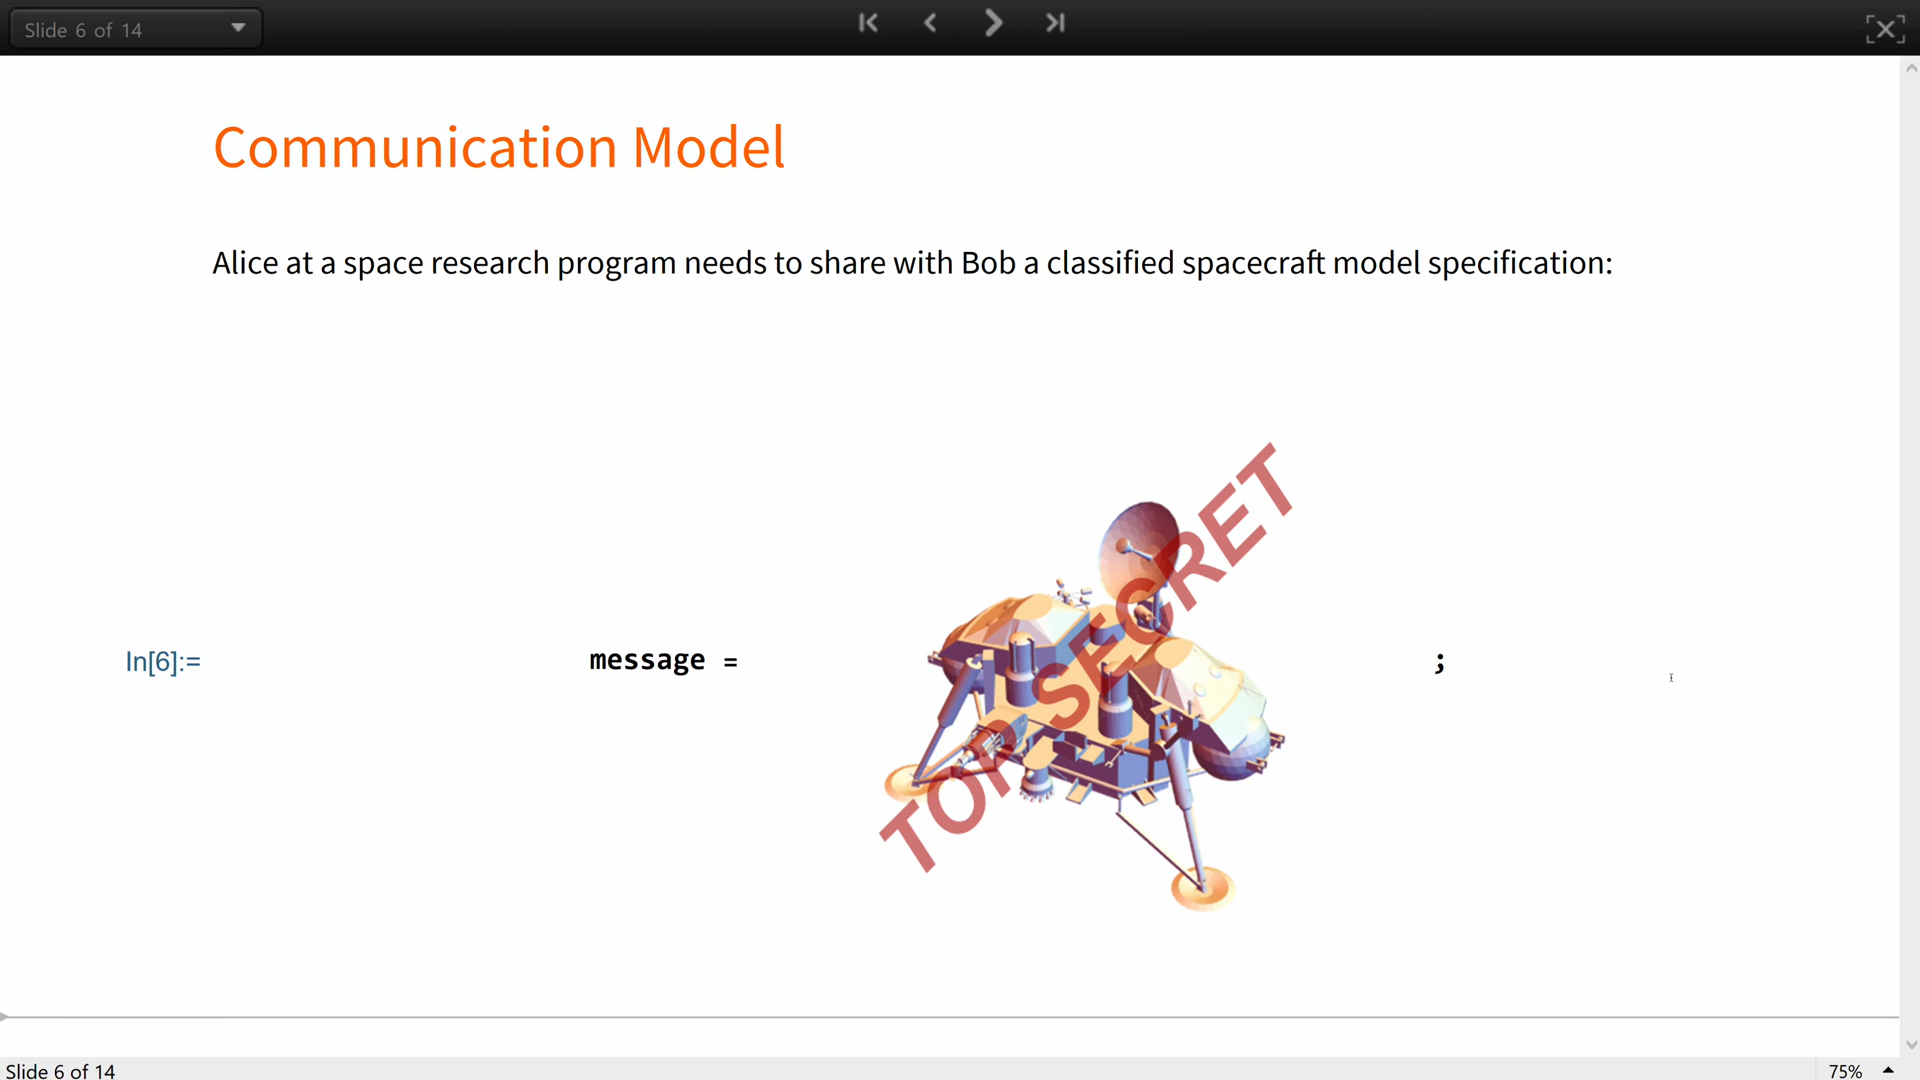 Slide 6 of 14
Communication Model
Alice at a space research program needs to share with Bob a classified spacecraft model specification:
TOP SECRET
In[6]:= message = ;
Slide 6 of 14 75%